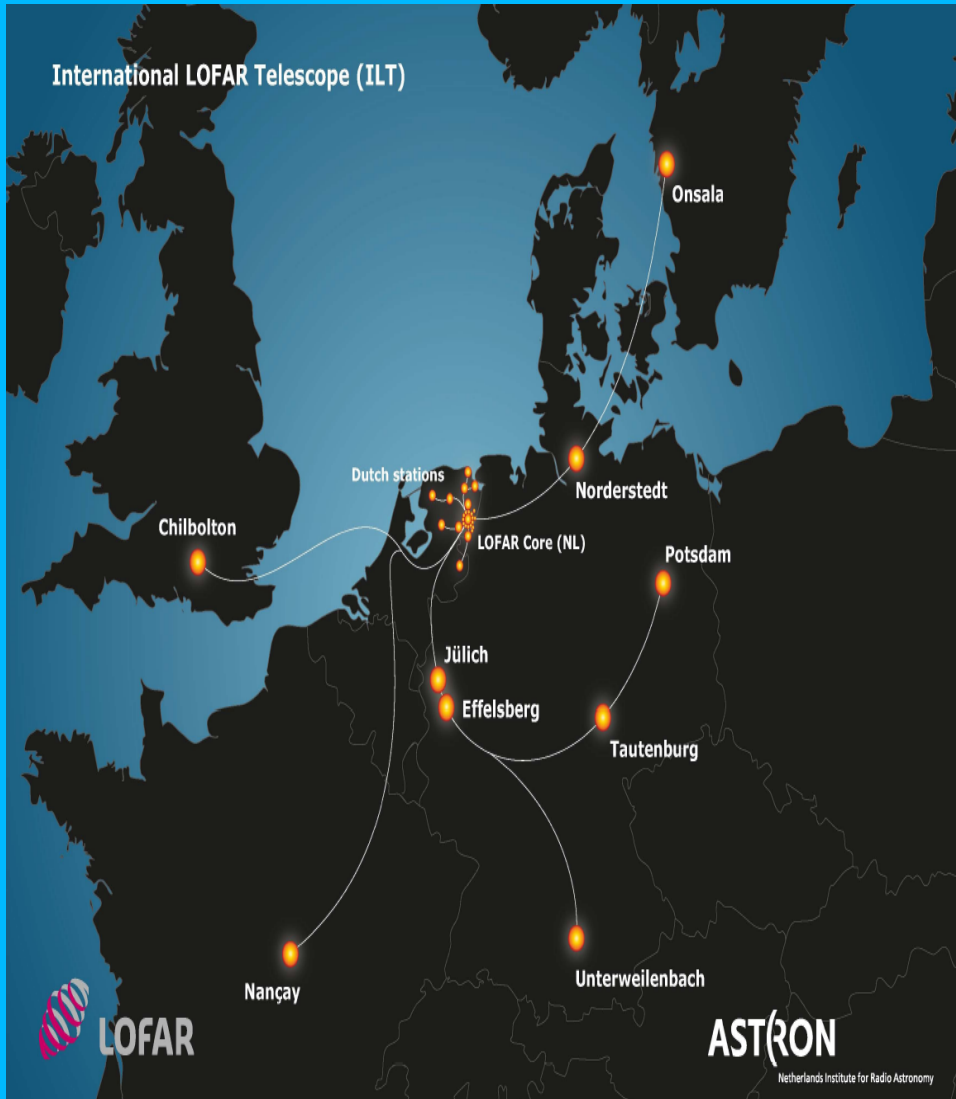 International LOFAR Telescope (ILT)
Onsala
Dutch stations
Norderstedt
Chilbolton
LOFAR Core (NL)
Potsdam
Jülich
Effelsberg
Tautenburg
Nançay
Unterweilenbach
LOFAR
ASTRON
Netherlands Institute for Radio Astronomy